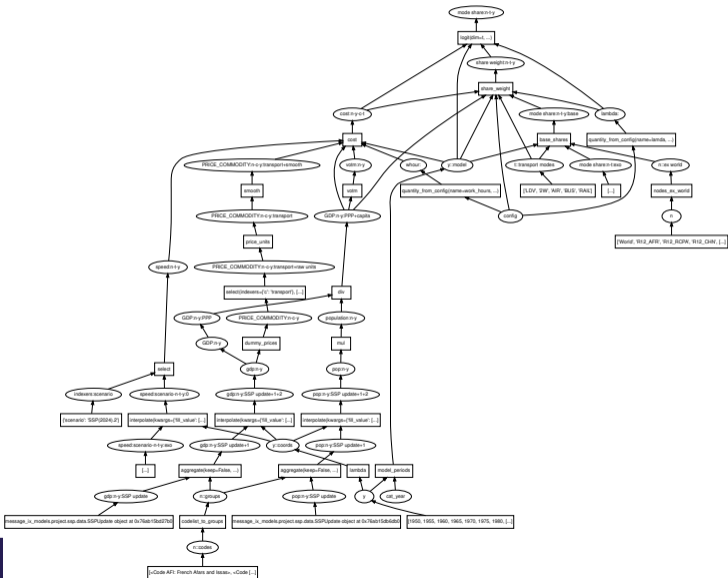 mode share:n-t-y
logit(dim=t, ...)
share weight:n-t-y
share_weight
cost:n-y-c-t
mode share:n-t-y:base
lambda:
cost
base_shares
quantity_from_config(name=lamda, ...)
PRICE_COMMODITY:n-c-y:transport+smooth
votm:n-y
whour:
y::model
t::transport modes
mode share:n-t:exo
n::ex world
smooth
votm
quantity_from_config(name=work_hours, ...)
['LDV', '2W', 'AIR', 'BUS', 'RAIL']
[...]
nodes_ex_world
PRICE_COMMODITY:n-c-y:transport
GDP:n-y:PPP+capita
config
n
price_units
['World', 'R12_AFR', 'R12_RCPA', 'R12_CHN', [...]
speed:n-t-y
PRICE_COMMODITY:n-c-y:transport+raw units
select(indexers={'c': 'transport'}, [...]
div
GDP:n-y:PPP
PRICE_COMMODITY:n-c-y
population:n-y
GDP:n-y
dummy_prices
mul
select
gdp:n-y
pop:n-y
indexers:scenario
speed:scenario-n-t-y:0
gdp:n-y:SSP update+1+2
pop:n-y:SSP update+1+2
{'scenario': 'SSP(2024).2'}
interpolate(kwargs={'fill_value': [...]
interpolate(kwargs={'fill_value': [...]
interpolate(kwargs={'fill_value': [...]
speed:scenario-n-t-y:exo
gdp:n-y:SSP update+1
y::coords
pop:n-y:SSP update+1
[...]
aggregate(keep=False, ...)
aggregate(keep=False, ...)
lambda
model_periods
gdp:n-y:SSP update
n::groups
pop:n-y:SSP update
y
cat_year
message_ix_models.project.ssp.data.SSPUpdate object at
codelist_to_groups
message_ix_models.project.ssp.data.SSPUpdate object at
[1950, 1955, 1960, 1965, 1970, 1975, 1980, [...]
n::codes
[<Code AFI: French Afars and Issas>, <Code [...]